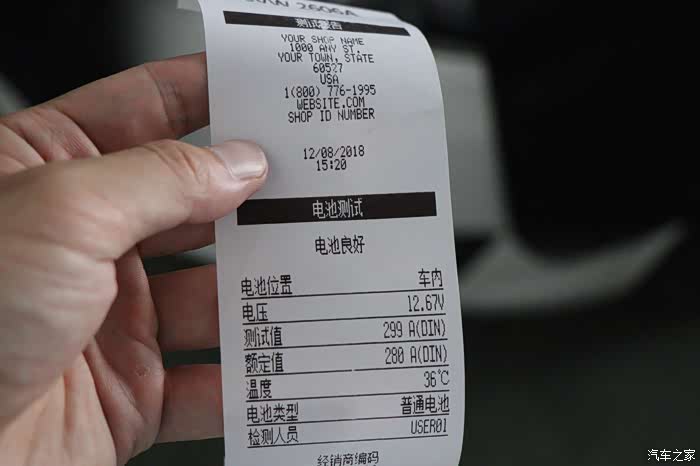 测试报告
YOUR SHOP NAME
1000 ANY ST.
YOUR TOWN, STATE
60527
USA
1(800) 776-1995
WEBSITE.COM
SHOP ID NUMBER
12/08/2018
15:20
电池测试
电池良好
电池位置 车内
电压 12.67V
测试值 299 A(DIN)
额定值 280 A(DIN)
温度 36℃
电池类型 普通电池
检测人员 USER01
经销商编码
汽车之家